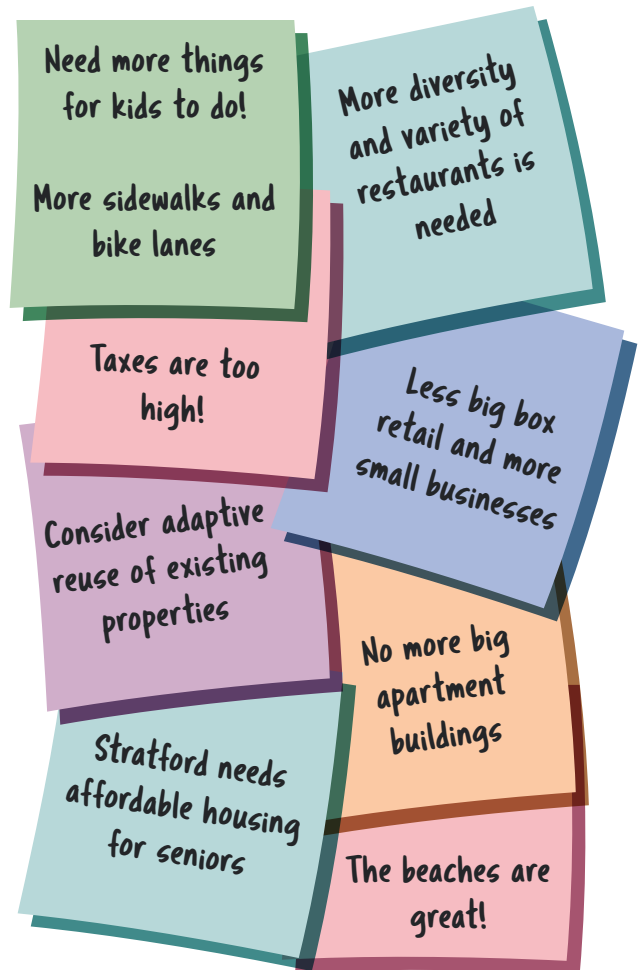 Need more things
for kids to do!
More sidewalks and
bike lanes
More diversity
and variety of
restaurants is
needed
Taxes are too
high!
Less big box
retail and more
small businesses
Consider adaptive
reuse of existing
properties
No more big
apartment
buildings
Stratford needs
affordable housing
for seniors
The beaches are
great!